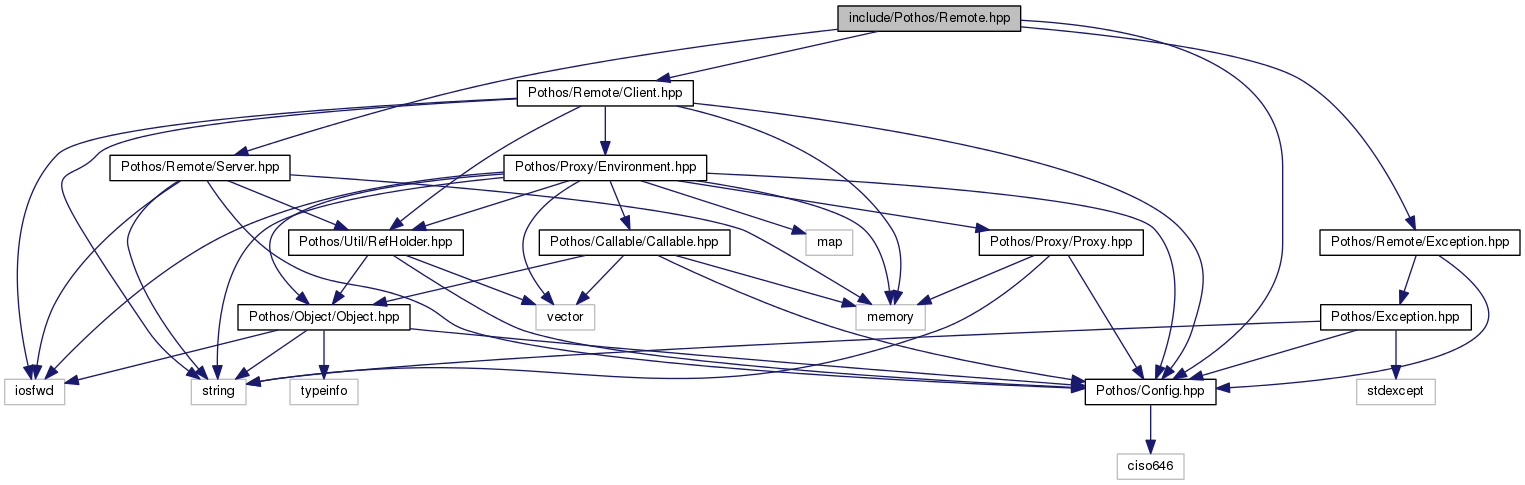 include/Pothos/Remote.hpp
Pothos/Remote/Client.hpp
Pothos/Remote/Server.hpp
Pothos/Proxy/Environment.hpp
Pothos/Util/RefHolder.hpp
Pothos/Callable/Callable.hpp
map
Pothos/Proxy/Proxy.hpp
Pothos/Remote/Exception.hpp
Pothos/Object/Object.hpp
vector
memory
Pothos/Exception.hpp
iosfwd
string
typeinfo
Pothos/Config.hpp
stdexcept
ciso646